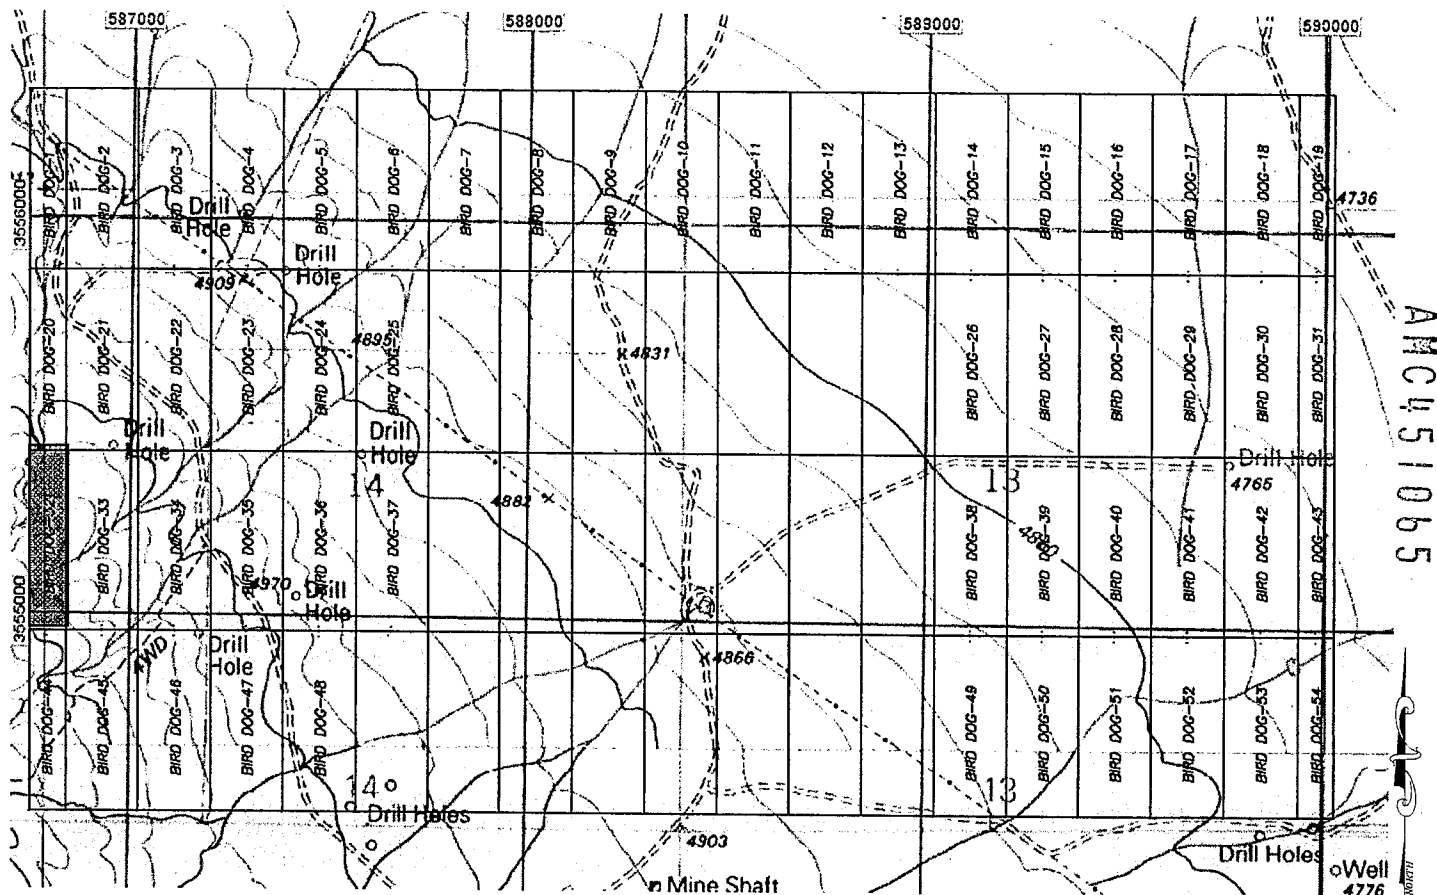 587000
588000
589000
590000
3556000
BIRD DOG-1
BIRD DOG-2
BIRD DOG-3
BIRD DOG-4
BIRD DOG-5
BIRD DOG-6
BIRD DOG-7
BIRD DOG-8
BIRD DOG-9
BIRD DOG-10
BIRD DOG-11
BIRD DOG-12
BIRD DOG-13
BIRD DOG-14
BIRD DOG-15
BIRD DOG-16
BIRD DOG-17
BIRD DOG-18
BIRD DOG-19
4736
Drill
Hole
Drill
Hole
4909
BIRD DOG-20
BIRD DOG-21
BIRD DOG-22
BIRD DOG-23
BIRD DOG-24
BIRD DOG-25
4895
4831
BIRD DOG-26
BIRD DOG-27
BIRD DOG-28
BIRD DOG-29
BIRD DOG-30
BIRD DOG-31
AMC451065
Drill
Hole
Drill
Hole
14
4882
13
Drill Hole
4765
3555000
BIRD DOG-33
BIRD DOG-34
BIRD DOG-35
BIRD DOG-36
BIRD DOG-37
BIRD DOG-38
BIRD DOG-39
BIRD DOG-40
BIRD DOG-41
BIRD DOG-42
BIRD DOG-43
4970
Drill
Hole
Drill
Hole
4WD
4866
BIRD DOG-44
BIRD DOG-45
BIRD DOG-46
BIRD DOG-47
BIRD DOG-48
BIRD DOG-49
BIRD DOG-50
BIRD DOG-51
BIRD DOG-52
BIRD DOG-53
BIRD DOG-54
14
13
Drill Holes
4903
Mine Shaft
Drill Holes
Well
4776